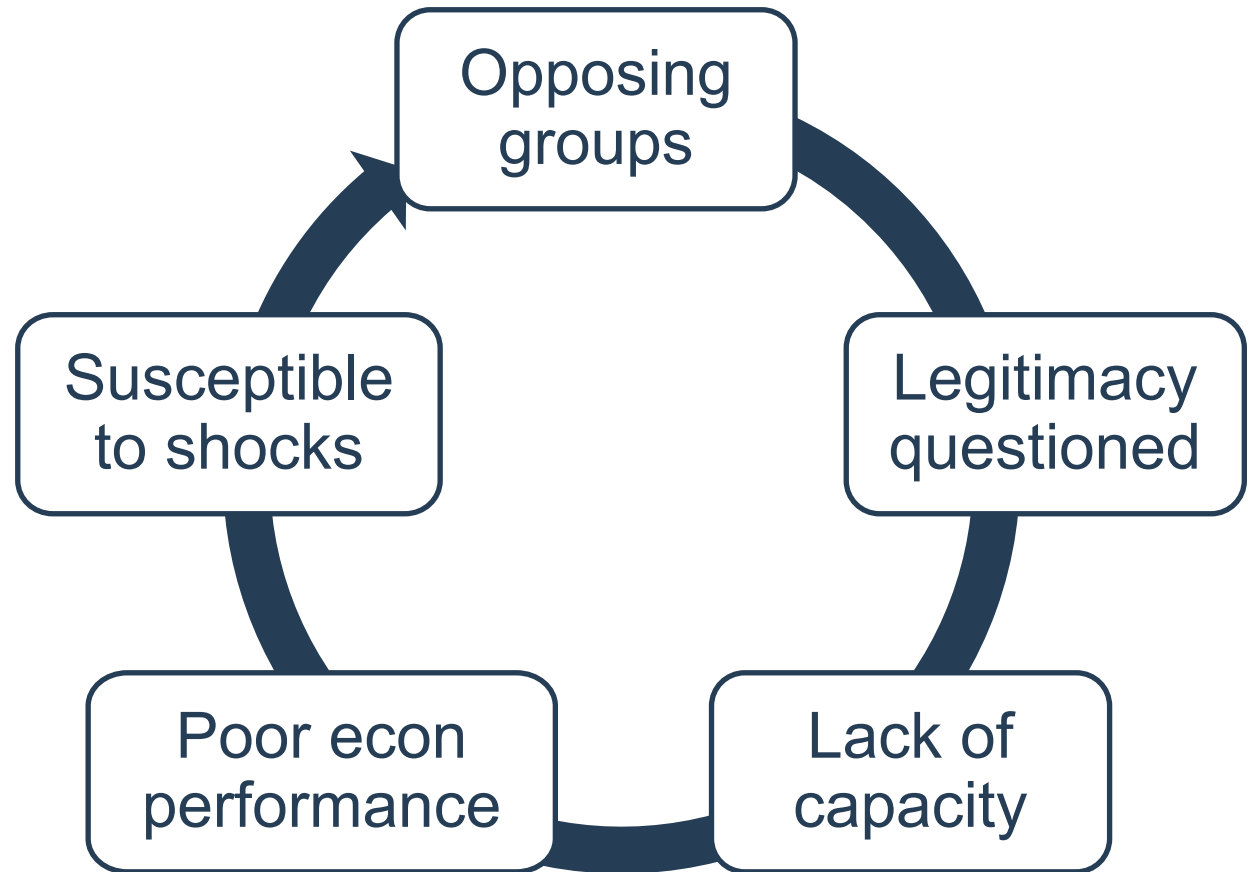 Opposing
groups
Legitimacy
questioned
Lack of
capacity
Poor econ
performance
Susceptible
to shocks